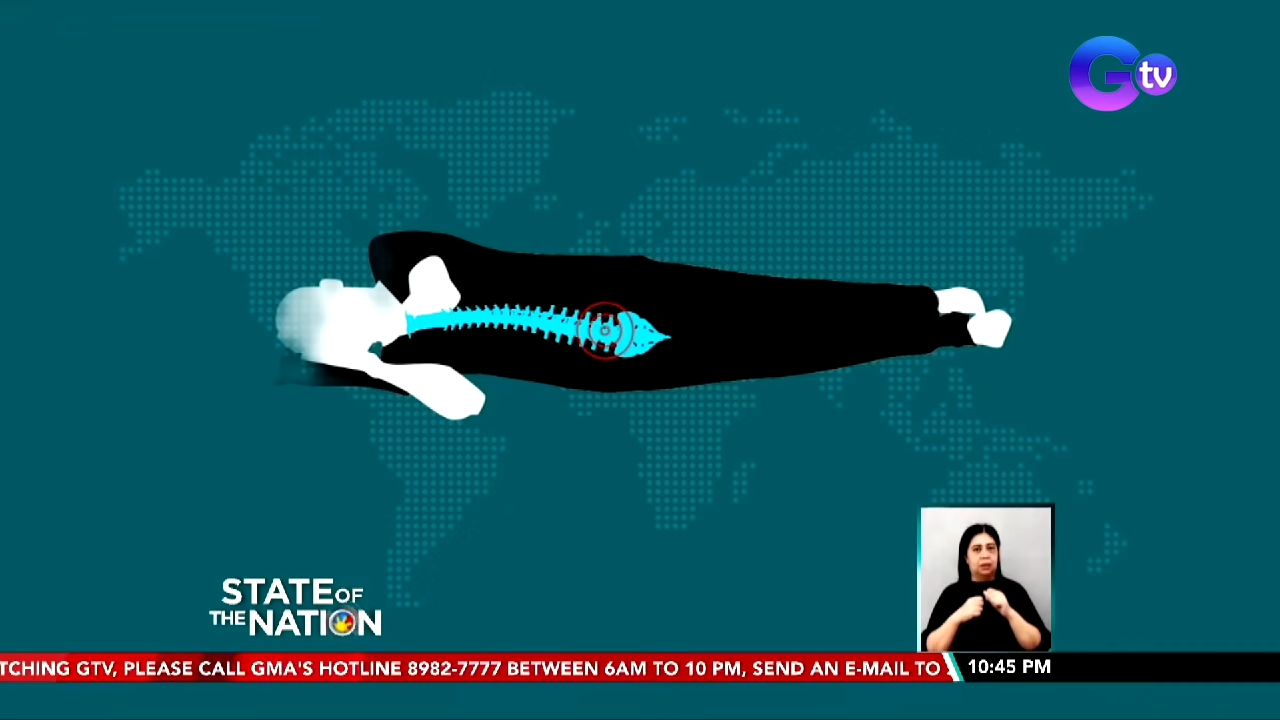 Gtv
STATE OF
THE NATION
TCHING GTV, PLEASE CALL GMA'S HOTLINE 8982-7777 BETWEEN 6AM TO 10 PM, SEND AN E-MAIL TO
10:45 PM